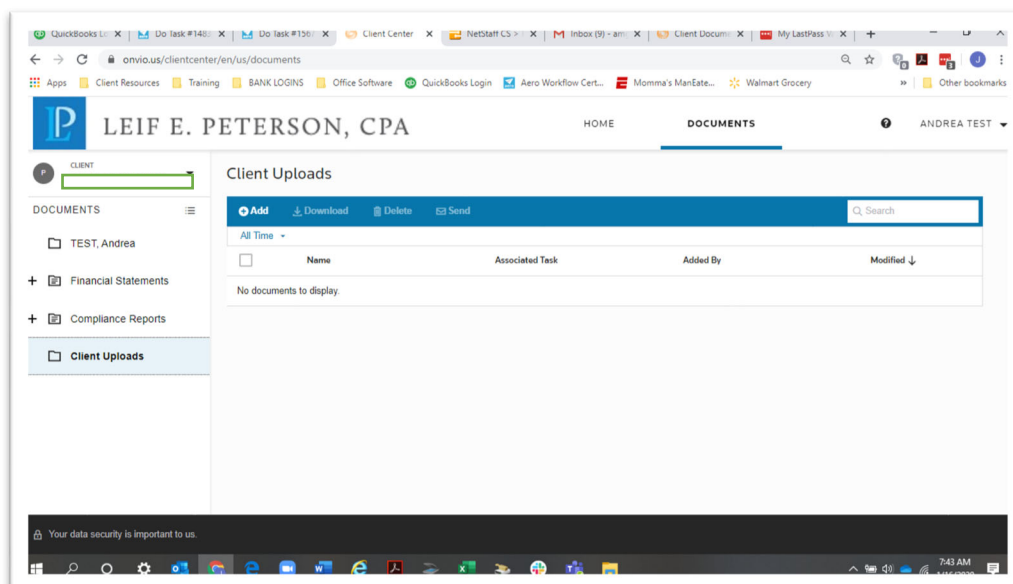 QuickBooks Lo X Do Task #1482 X Do Task #1567 X Client Center X NetStaff CS > X Inbox (9) - am X Client Docum X My LastPass V X +
onvio.us/clientcenter/en/us/documents
Apps Client Resources Training BANK LOGINS Office Software QuickBooks Login Aero Workflow Cert... Momma's ManEate... Walmart Grocery » Other bookmarks
LEIF E. PETERSON, CPA HOME DOCUMENTS ANDREA TEST
P CLIENT
Client Uploads
DOCUMENTS
Add Download Delete Send Search
TEST, Andrea
All Time
Name Associated Task Added By Modified
Financial Statements
No documents to display.
Compliance Reports
Client Uploads
Your data security is important to us.
7:43 AM